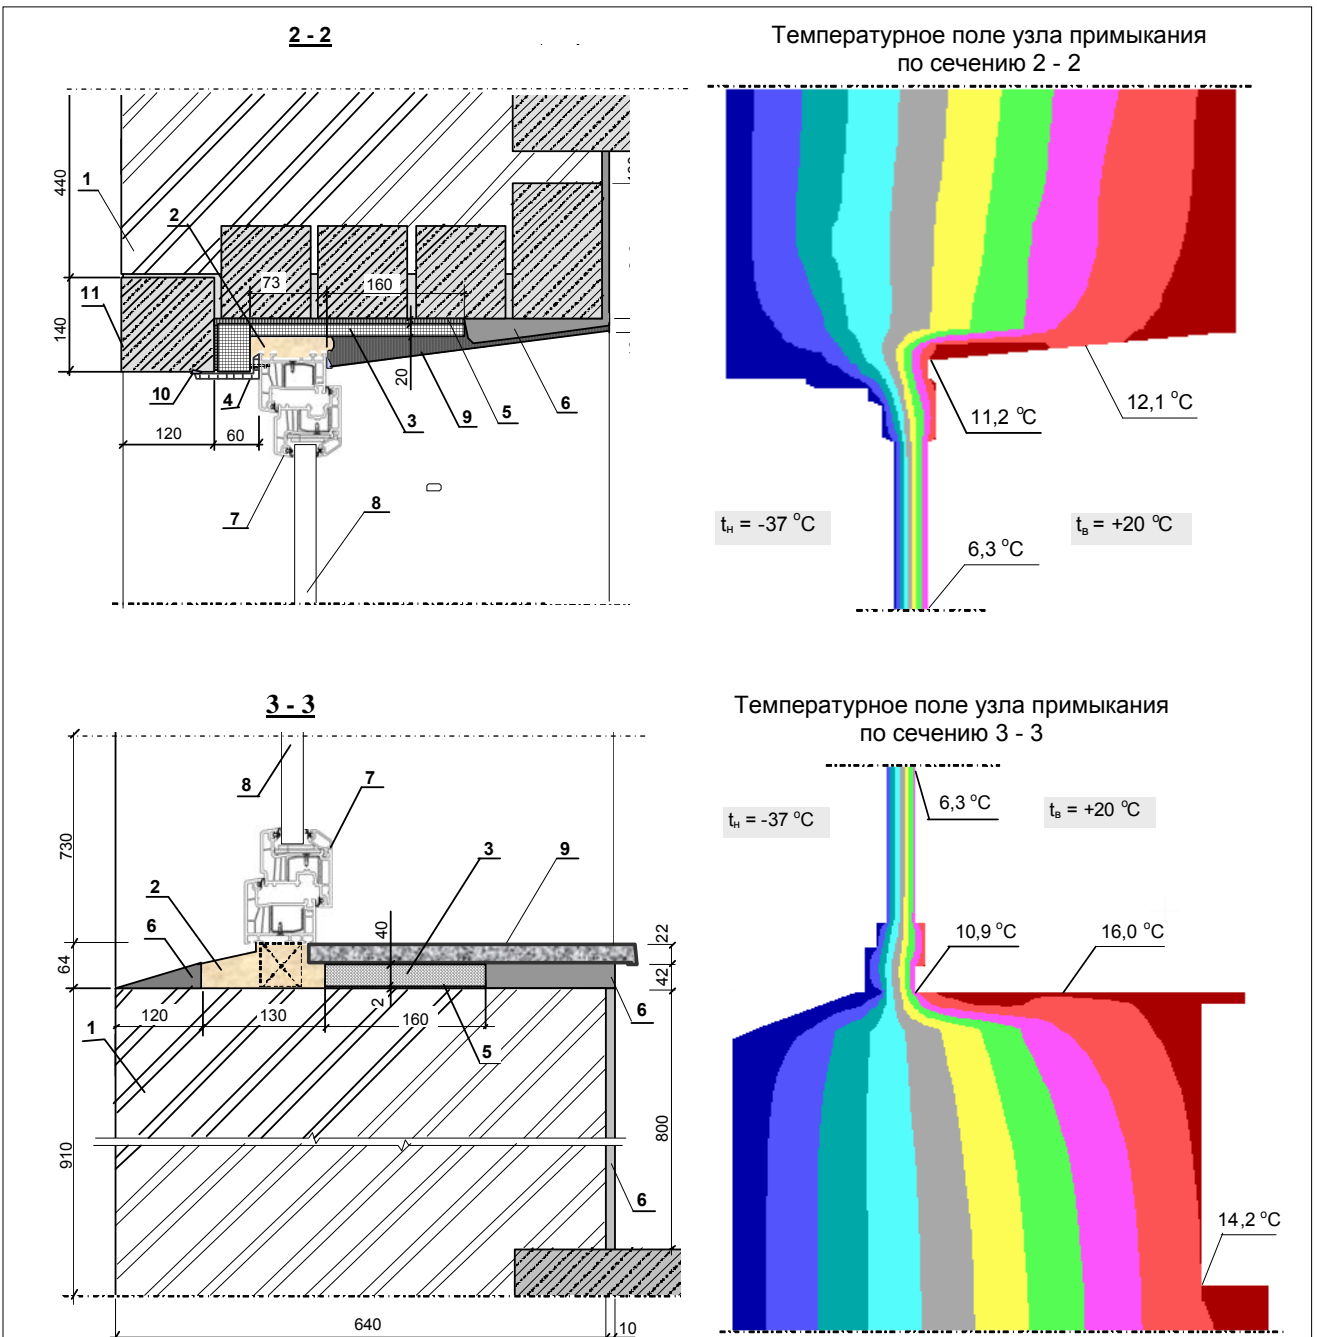 2 - 2
Температурное поле узла примыкания
по сечению 2 - 2
440
1
2
73
160
11
140
20
10
4
3
9
5
6
120
60
7
8
11,2 °C
12,1 °C
tн = -37 °C
tв = +20 °C
6,3 °C
3 - 3
Температурное поле узла примыкания
по сечению 3 - 3
730
8
7
3
9
2
6
40
22
64
42
2
120
130
160
6
1
5
800
910
6
640
10
6,3 °C
tн = -37 °C
tв = +20 °C
10,9 °C
16,0 °C
14,2 °C